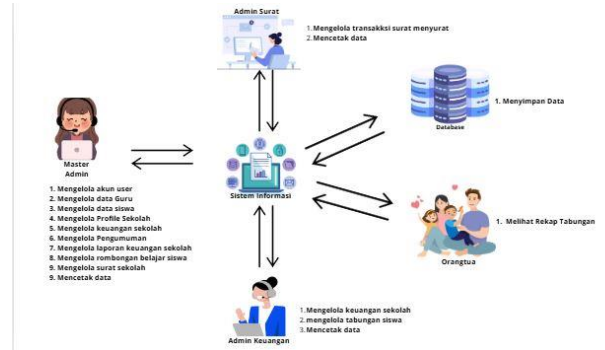 Admin Surat
1.Mengelola transakksi surat menyurat
2.Mencetak data
Database
1. Menyimpan Data
Master
Admin
1. Mengelola akun user
2. Mengelola data Guru
3. Mengelola data siswa
4. Mengelola Profile Sekolah
5. Mengelola keuangan sekolah
6. Mengelola Pengumuman
7. Mengelola laporan keuangan sekolah
8. Mengelola rombongan belajar siswa
9. Mengelola surat sekolah
9. Mencetak data
Sistem Informasi
1. Melihat Rekap Tabungan
Orangtua
1.Mengelola keuangan sekolah
2.mengelola tabungan siswa
3.Mencetak data
Admin Keuangan